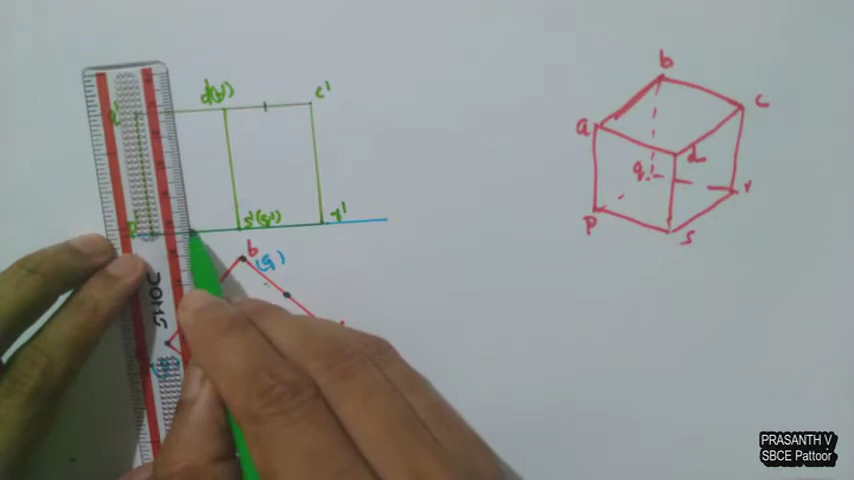 b
a'
d'(b')
c'
c
a
d
q
r
p
s
p'
s'(q')
r'
b
(q)
PRASANTH V
SBCE Pattoor